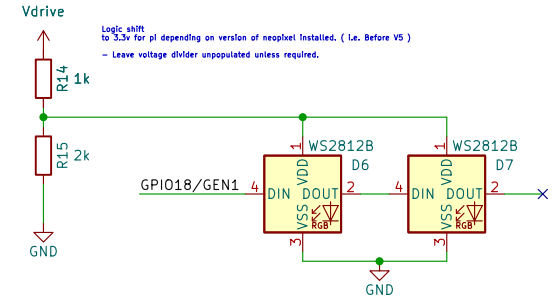 Vdrive
Logic shift
to 3.3v for pi depending on version of neopixel installed. ( i.e. Before V5 )
- Leave voltage divider unpopulated unless required.
R14 1k
R15 2k
GND
GPIO18/GEN1
WS2812B
D6
1
VDD
4
DIN
DOUT
2
VSS
RGB
3
WS2812B
D7
1
VDD
4
DIN
DOUT
2
VSS
RGB
3
GND